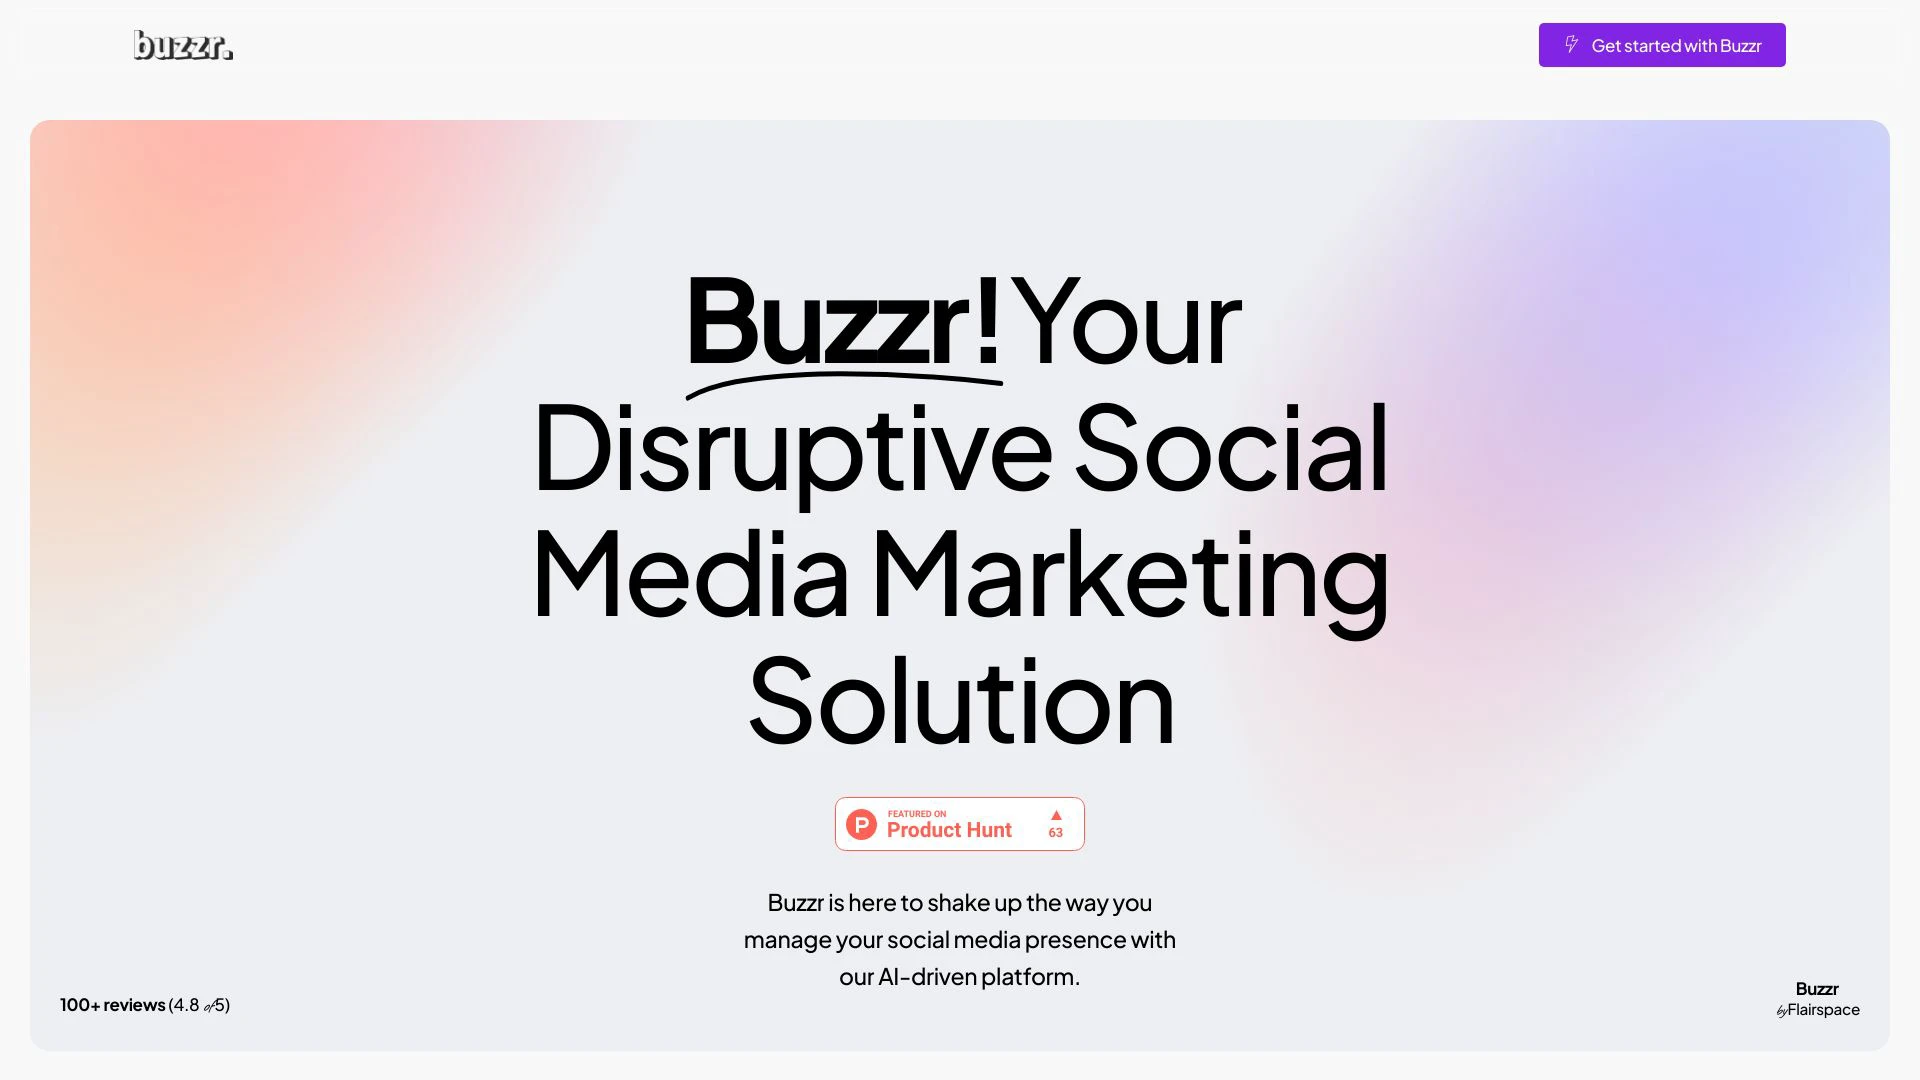 buzzr.
Get started with Buzzr
Buzzr! Your
Disruptive Social
Media Marketing
Solution
FEATURED ON
Product Hunt
63
Buzzr is here to shake up the way you
manage your social media presence with
our AI-driven platform.
100+ reviews (4.8 of 5)
Buzzr
by Flairspace